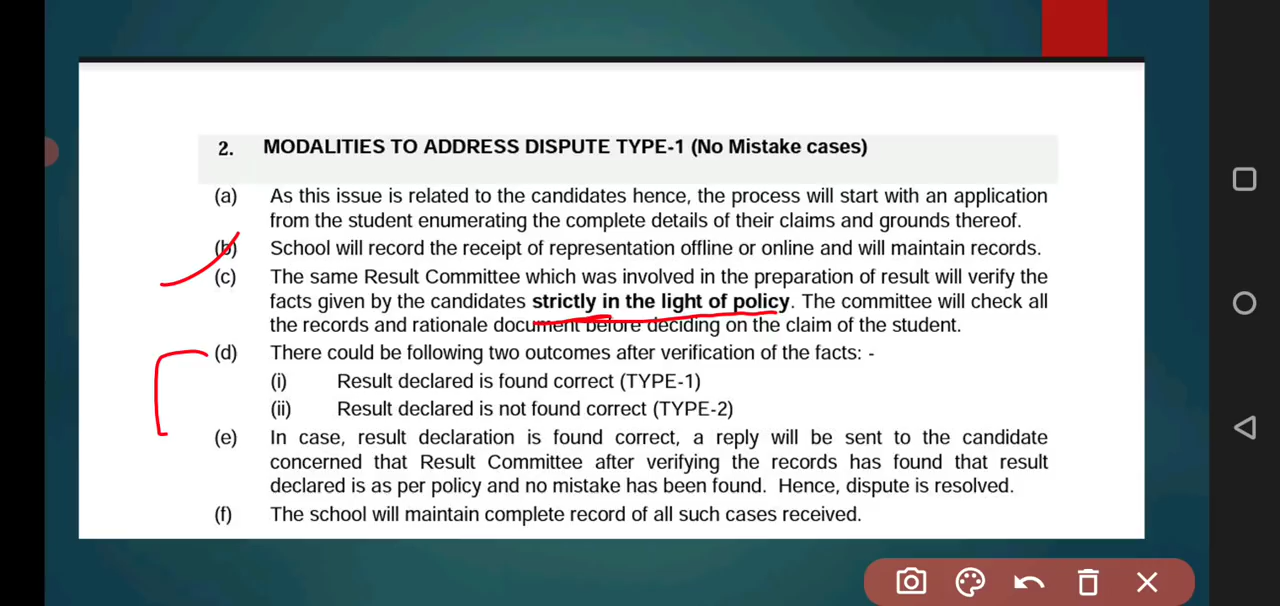 2. MODALITIES TO ADDRESS DISPUTE TYPE-1 (No Mistake cases)
(a) As this issue is related to the candidates hence, the process will start with an application
from the student enumerating the complete details of their claims and grounds thereof.
(b) School will record the receipt of representation offline or online and will maintain records.
(c) The same Result Committee which was involved in the preparation of result will verify the
facts given by the candidates strictly in the light of policy. The committee will check all
the records and rationale document before deciding on the claim of the student.
(d) There could be following two outcomes after verification of the facts: -
(i) Result declared is found correct (TYPE-1)
(ii) Result declared is not found correct (TYPE-2)
(e) In case, result declaration is found correct, a reply will be sent to the candidate
concerned that Result Committee after verifying the records has found that result
declared is as per policy and no mistake has been found. Hence, dispute is resolved.
(f) The school will maintain complete record of all such cases received.